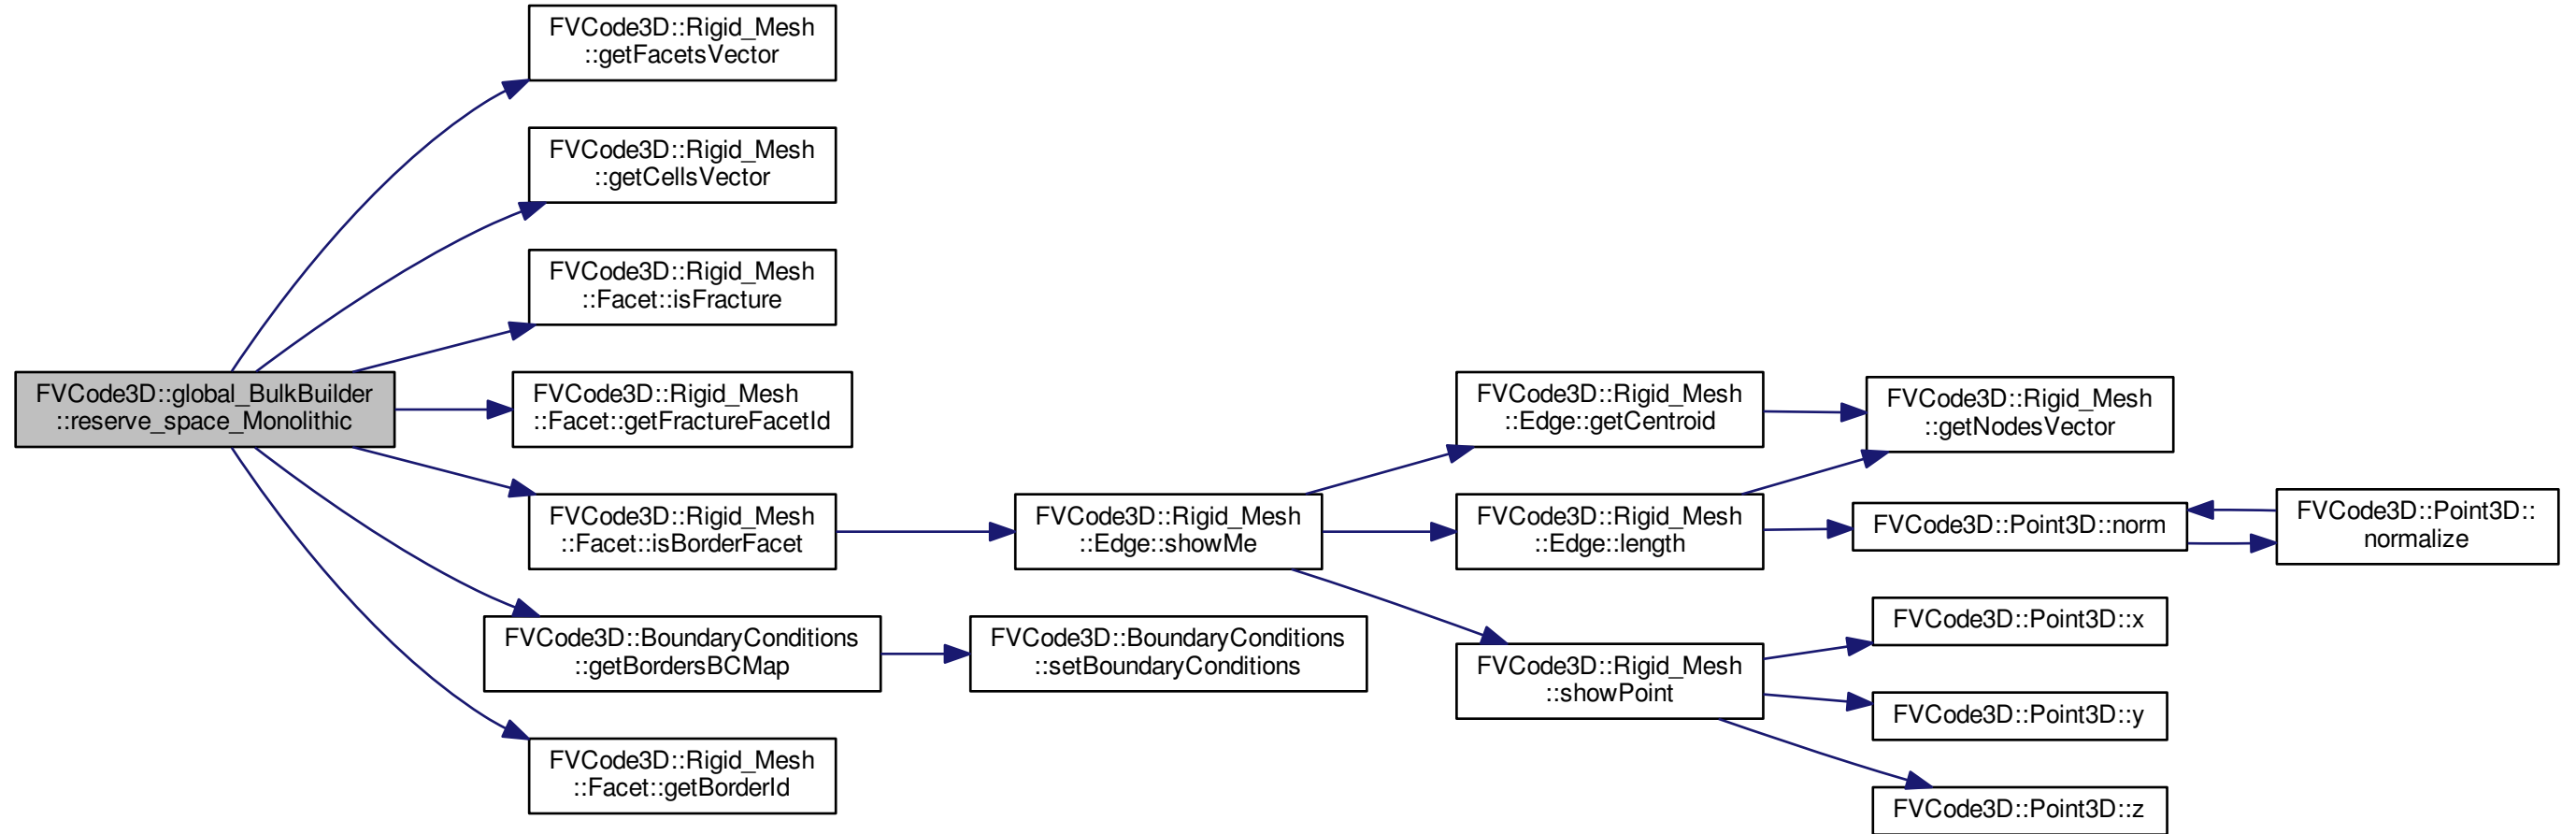 FVCode3D::Rigid_Mesh
::getFacetsVector
FVCode3D::Rigid_Mesh
::getCellsVector
FVCode3D::Rigid_Mesh
::Facet::isFracture
FVCode3D::global_BulkBuilder
::reserve_space_Monolithic
FVCode3D::Rigid_Mesh
::Facet::getFractureFacetId
FVCode3D::Rigid_Mesh
::Edge::getCentroid
FVCode3D::Rigid_Mesh
::getNodesVector
FVCode3D::Rigid_Mesh
::Facet::isBorderFacet
FVCode3D::Rigid_Mesh
::Edge::showMe
FVCode3D::Rigid_Mesh
::Edge::length
FVCode3D::Point3D::norm
FVCode3D::Point3D::
normalize
FVCode3D::BoundaryConditions
::getBordersBCMap
FVCode3D::BoundaryConditions
::setBoundaryConditions
FVCode3D::Rigid_Mesh
::showPoint
FVCode3D::Point3D::x
FVCode3D::Point3D::y
FVCode3D::Rigid_Mesh
::Facet::getBorderId
FVCode3D::Point3D::z